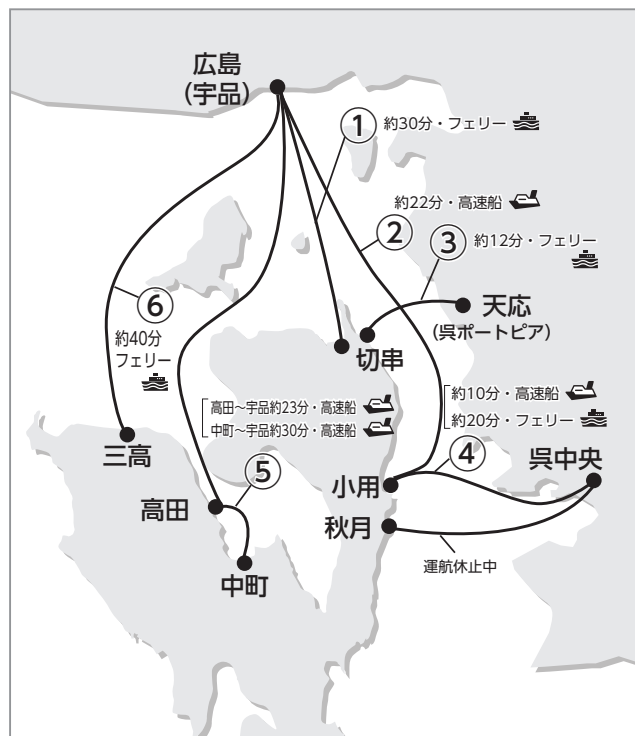 広島
(宇品)
① 約30分・フェリー
約22分・高速船
②
③ 約12分・フェリー
天応
(呉ポートピア)
切串
⑥
約40分
フェリー
三高
高田～宇品約23分・高速船
中町～宇品約30分・高速船
約10分・高速船
約20分・フェリー
④
呉中央
⑤
小用
高田
秋月
中町
運航休止中